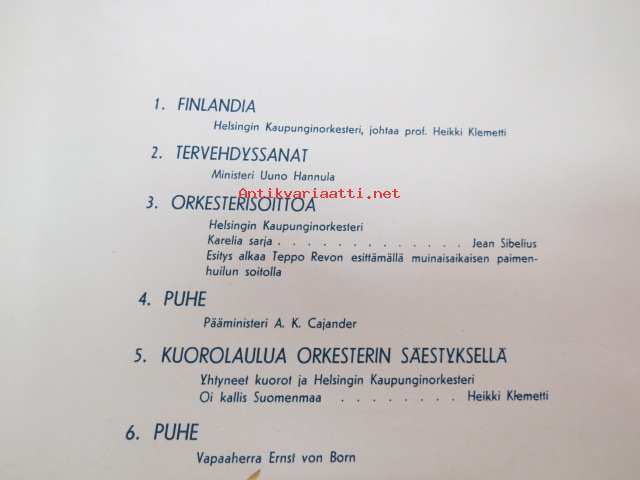 1. FINLANDIA
Helsingin Kaupunginorkesteri, johtaa prof. Heikki Klemetti
2. TERVEHDYSSANAT
Ministeri Uuno Hannula
Antikvariaatti.net
3. ORKESTERISOITTOA
Helsingin Kaupunginorkesteri
Karelia sarja . . . . . . . . . . . . . Jean Sibelius
Esitys alkaa Teppo Revon esittämällä muinaisaikaisen paimen-
huilun soitolla
4. PUHE
Pääministeri A. K. Cajander
5. KUOROLAULUA ORKESTERIN SÄESTYKSELLÄ
Yhtyneet kuorot ja Helsingin Kaupunginorkesteri
Oi kallis Suomenmaa . . . . . . . . Heikki Klemetti
6. PUHE
Vapaaherra Ernst von Born